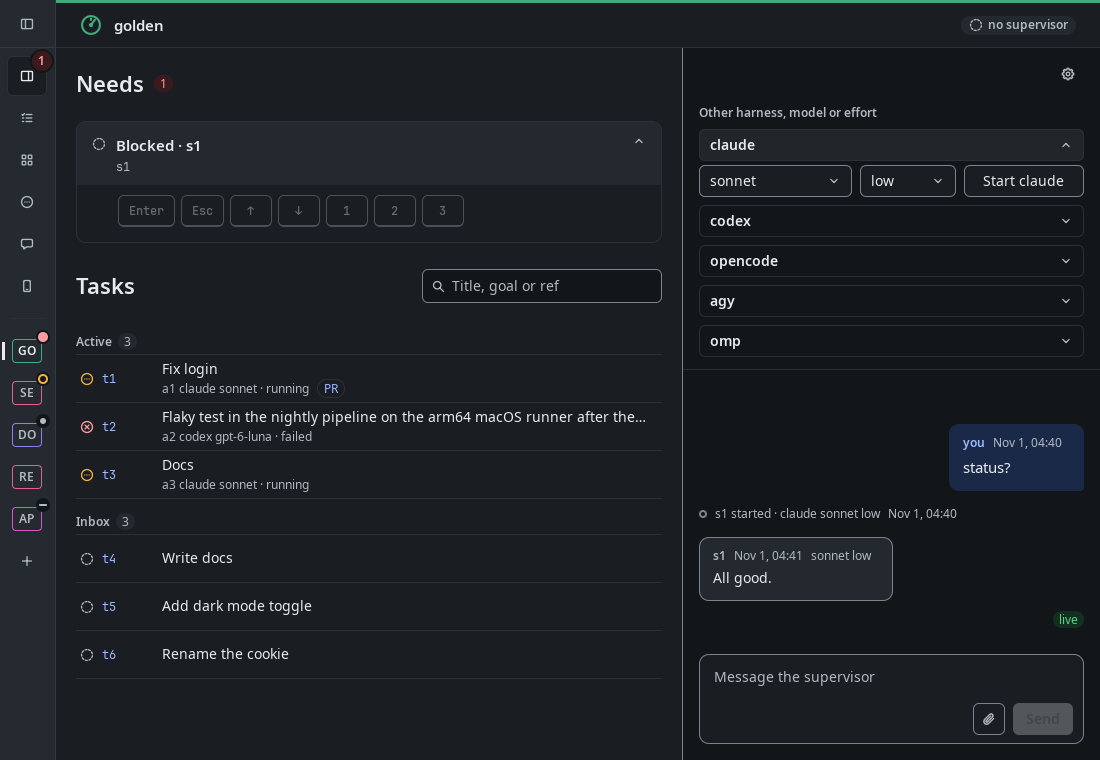 golden
no supervisor
1
Needs 1
Blocked · s1
s1
Enter Esc ↑ ↓ 1 2 3
Tasks
Title, goal or ref
Active 3
t1 Fix login
a1 claude sonnet · running PR
t2 Flaky test in the nightly pipeline on the arm64 macOS runner after the…
a2 codex gpt-6-luna · failed
t3 Docs
a3 claude sonnet · running
Inbox 3
t4 Write docs
t5 Add dark mode toggle
t6 Rename the cookie
GO
SE
DO
RE
AP
Other harness, model or effort
claude
sonnet low Start claude
codex
opencode
agy
omp
you Nov 1, 04:40
status?
s1 started · claude sonnet low Nov 1, 04:40
s1 Nov 1, 04:41 sonnet low
All good.
live
Message the supervisor
Send